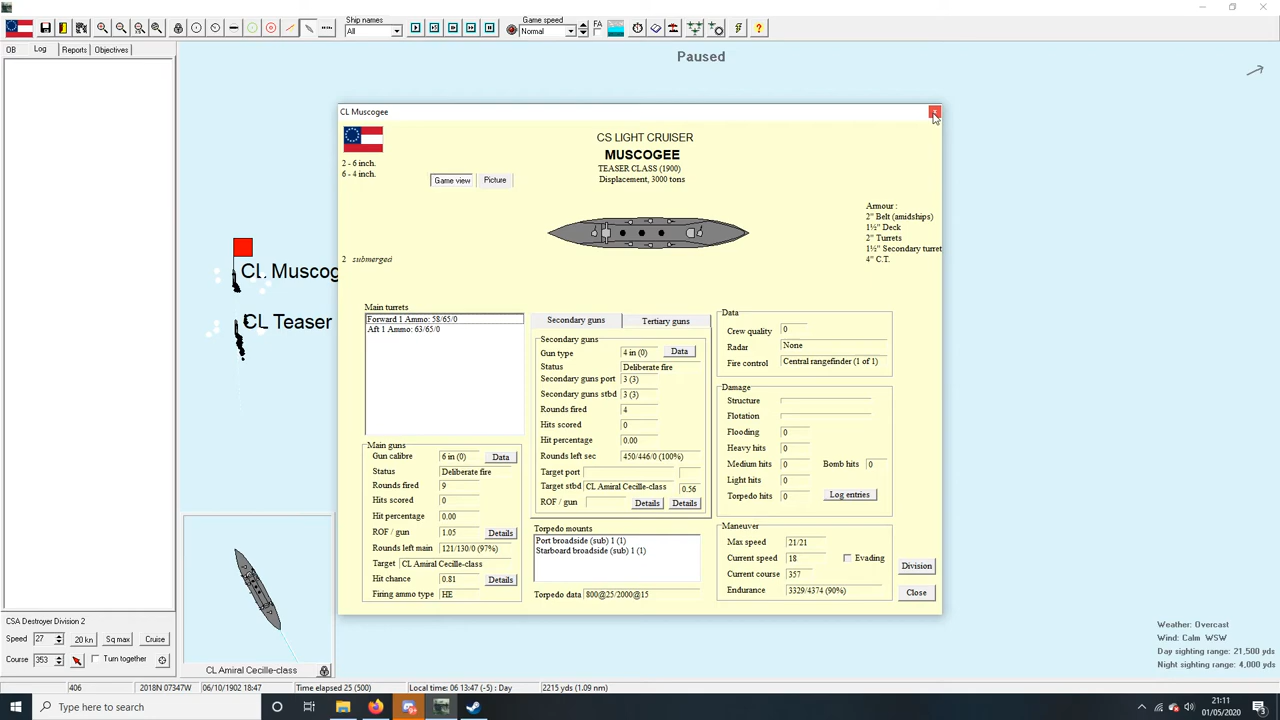 Ship names
Game speed
All
Normal
FA
OB
Log
Reports
Objectives
Paused
CL Muscogee
CS LIGHT CRUISER
MUSCOGEE
TEASER CLASS (1900)
Displacement, 3000 tons
2 - 6 inch.
6 - 4 inch.
Game view
Picture
Armour :
2" Belt (amidships)
1½" Deck
2" Turrets
1½" Secondary turret
4" C.T.
2 submerged
CL Muscog
CL Teaser
Main turrets
Forward 1 Ammo: 58/65/0
Aft 1 Ammo: 63/65/0
Main guns
Gun calibre 6 in (0) Data
Status Deliberate fire
Rounds fired 9
Hits scored 0
Hit percentage 0.00
ROF / gun 1.05 Details
Rounds left main 121/130/0 (97%)
Target CL Amiral Cecille-class
Hit chance 0.81 Details
Firing ammo type HE
Secondary guns Tertiary guns
Secondary guns
Gun type 4 in (0) Data
Status Deliberate fire
Secondary guns port 3 (3)
Secondary guns stbd 3 (3)
Rounds fired 4
Hits scored 0
Hit percentage 0.00
Rounds left sec 450/446/0 (100%)
Target port
Target stbd CL Amiral Cecille-class 0.56
ROF / gun Details Details
Torpedo mounts
Port broadside (sub) 1 (1)
Starboard broadside (sub) 1 (1)
Torpedo data 800@25/2000@15
Data
Crew quality 0
Radar None
Fire control Central rangefinder (1 of 1)
Damage
Structure
Flotation
Flooding 0
Heavy hits 0
Medium hits 0 Bomb hits 0
Light hits 0
Torpedo hits 0 Log entries
Maneuver
Max speed 21/21
Current speed 18 Evading
Current course 357
Endurance 3329/4374 (90%)
Division
Close
CSA Destroyer Division 2
Speed 27 20 kn Sq max Cruise
Course 353 Turn together
CL Amiral Cecille-class
Weather: Overcast
Wind: Calm WSW
Day sighting range: 21,500 yds
Night sighting range: 4,000 yds
406 2018N 07347W 06/10/1902 18:47 Time elapsed 25 (500) Local time: 06 13:47 (-5) : Day 2215 yds (1.09 nm)
Type here to search
21:11
01/05/2020
3